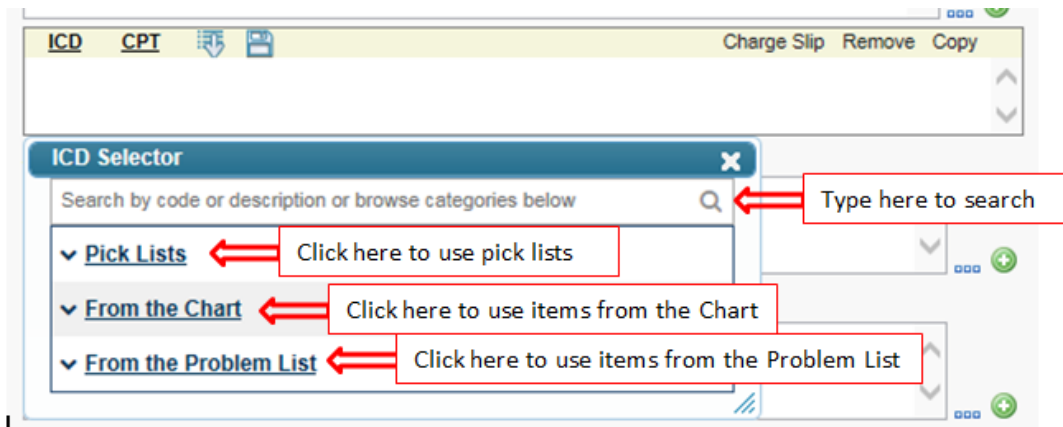 ICD CPT Charge Slip Remove Copy
ICD Selector
Search by code or description or browse categories below
Type here to search
Pick Lists
Click here to use pick lists
From the Chart
Click here to use items from the Chart
From the Problem List
Click here to use items from the Problem List